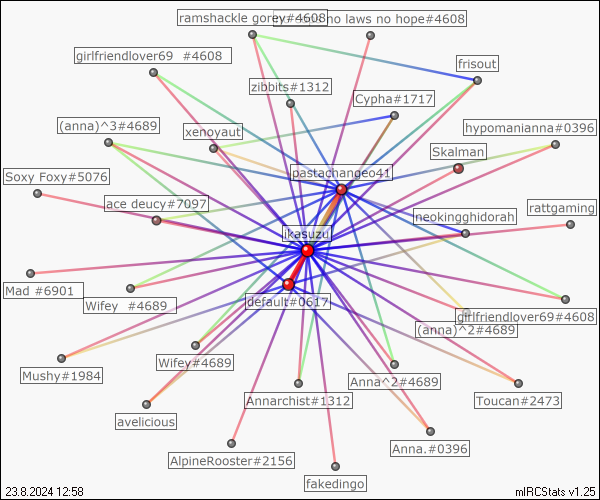 ramshackle gorey#4608
no laws no hope#4608
girlfriendlover69 #4608
frisout
zibbits#1312
Cypha#1717
(anna)^3#4689
xenoyaut
hypomanianna#0396
Skalman
pastachangeo41
Soxy Foxy#5076
ace deucy#7097
neokingghidorah
rattgaming
ikasuzu
Mad #6901
Wifey #4689
default#0617
girlfriendlover69#4608
(anna)^2#4689
Wifey#4689
Mushy#1984
Anna^2#4689
Annarchist#1312
Toucan#2473
avelicious
Anna.#0396
AlpineRooster#2156
fakedingo
23.8.2024 12:58
mIRCStats v1.25